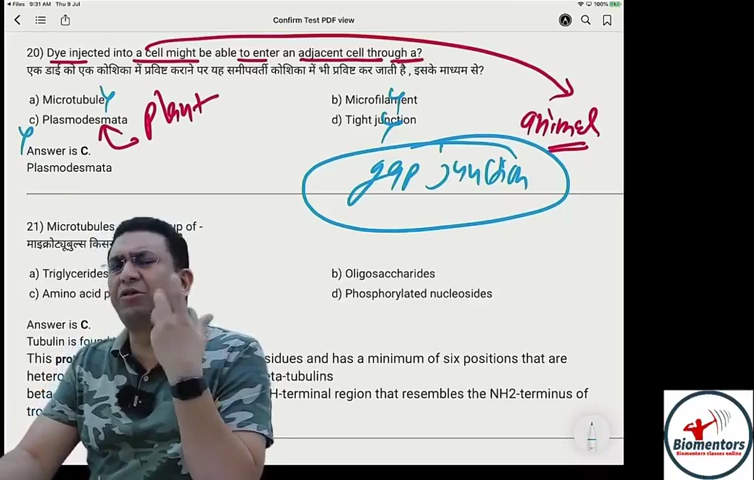 Files 9:31 AM Thu 9 Jul
100%
Confirm Test PDF view
20) Dye injected into a cell might be able to enter an adjacent cell through a?
एक डाई को एक कोशिका में प्रविष्ट कराने पर यह समीपवर्ती कोशिका में भी प्रविष्ट कर जाती है , इसके माध्यम से?
a) Microtubule
b) Microfilament
plant
c) Plasmodesmata
d) Tight junction
animal
Answer is C.
Plasmodesmata
gap junction
21) Microtubules up of -
माइक्रोट्यूबुल्स
a) Triglycerides
b) Oligosaccharides
c) Amino acid
d) Phosphorylated nucleosides
Answer is C.
Tubulin is
This sidues and has a minimum of six positions that are
eta-tubulins
beta H-terminal region that resembles the NH2-terminus of
Biomentors
Biomentors classes online